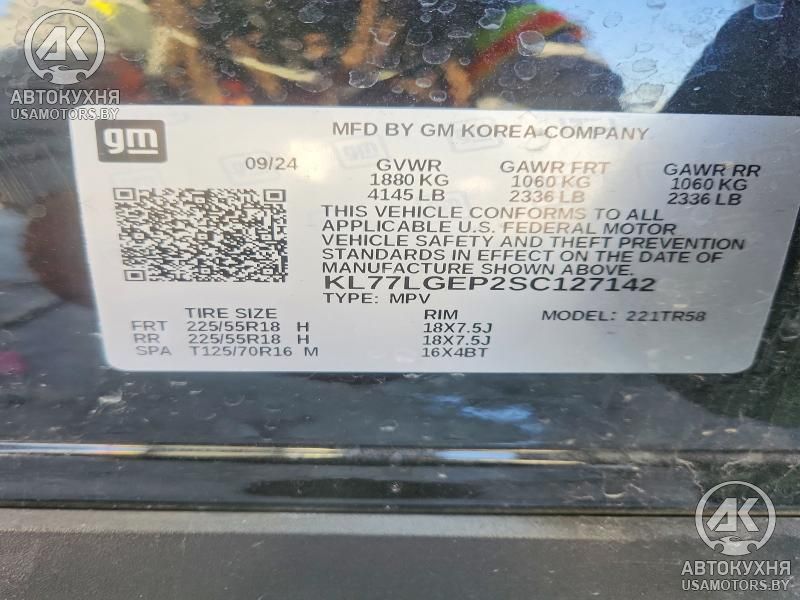 AK
АВТОКУХНЯ
USAMOTORS.BY
gm
MFD BY GM KOREA COMPANY
09/24 GVWR GAWR FRT GAWR RR
1880 KG 1060 KG 1060 KG
4145 LB 2336 LB 2336 LB
THIS VEHICLE CONFORMS TO ALL
APPLICABLE U.S. FEDERAL MOTOR
VEHICLE SAFETY AND THEFT PREVENTION
STANDARDS IN EFFECT ON THE DATE OF
MANUFACTURE SHOWN ABOVE.
KL77LGEP2SC127142
TYPE: MPV MODEL: 221TR58
TIRE SIZE RIM
FRT 225/55R18 H 18X7.5J
RR 225/55R18 H 18X7.5J
SPA T125/70R16 M 16X4BT
AK
АВТОКУХНЯ
USAMOTORS.BY